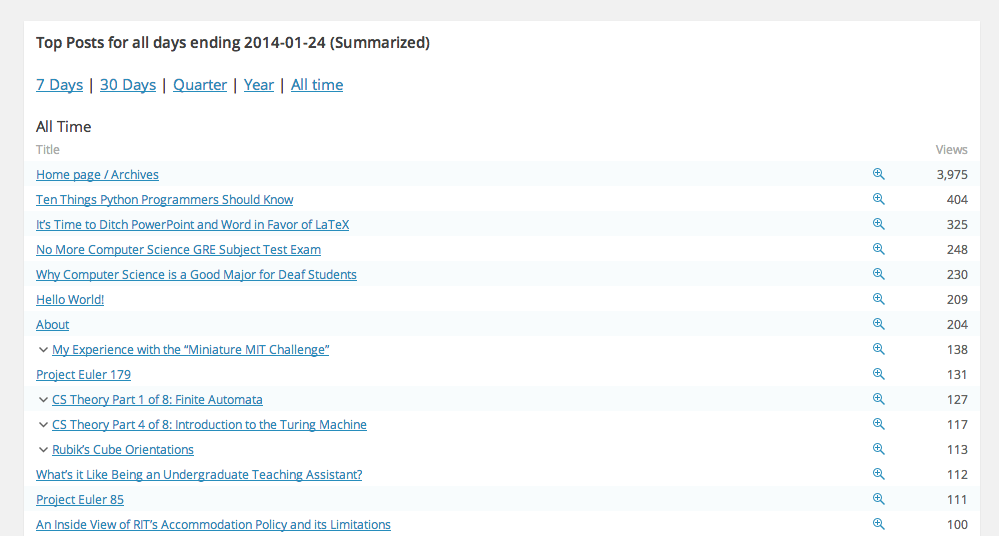 Top Posts for all days ending 2014-01-24 (Summarized)
7 Days | 30 Days | Quarter | Year | All time
All Time
Title Views
Home page / Archives 3,975
Ten Things Python Programmers Should Know 404
It’s Time to Ditch PowerPoint and Word in Favor of LaTeX 325
No More Computer Science GRE Subject Test Exam 248
Why Computer Science is a Good Major for Deaf Students 230
Hello World! 209
About 204
My Experience with the “Miniature MIT Challenge” 138
Project Euler 179 131
CS Theory Part 1 of 8: Finite Automata 127
CS Theory Part 4 of 8: Introduction to the Turing Machine 117
Rubik’s Cube Orientations 113
What’s it Like Being an Undergraduate Teaching Assistant? 112
Project Euler 85 111
An Inside View of RIT’s Accommodation Policy and its Limitations 100